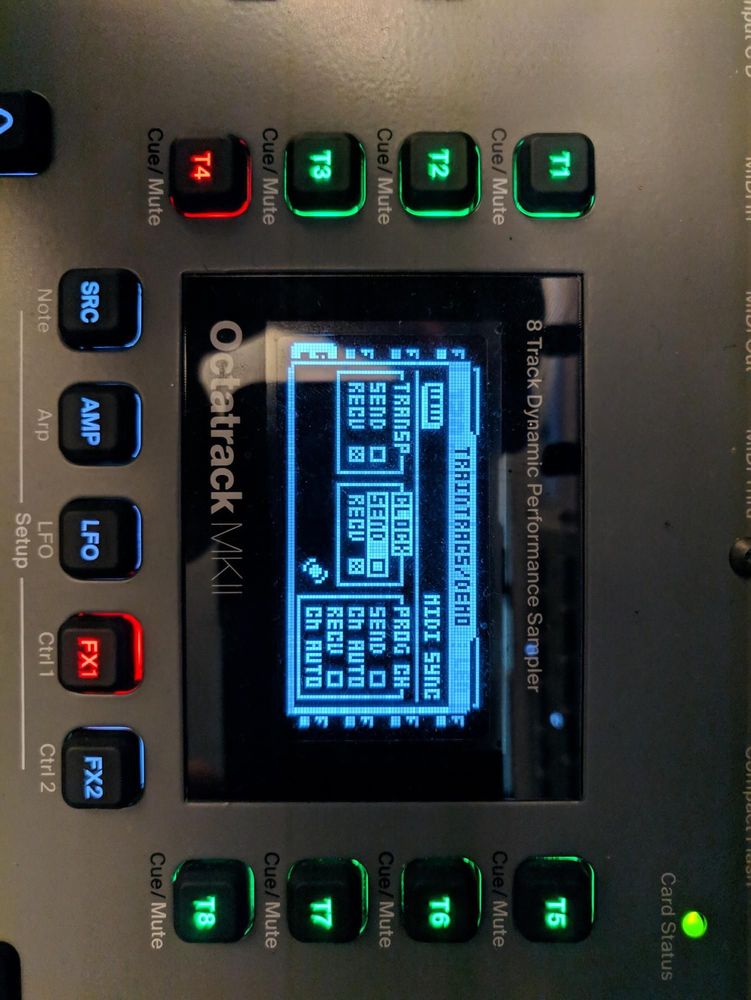 Card Status
8 Track Dynamic Performance Sampler
T1
Cue/Mute
T2
Cue/Mute
T3
Cue/Mute
T4
Cue/Mute
TRAINTRACS/DEMO
MIDI SYNC
TRANSP
SEND
RECV
CLOCK
SEND
RECV
PROG CH
SEND
Ch AUTO
RECV
Ch AUTO
Octatrack MKII
T5
Cue/Mute
T6
Cue/Mute
T7
Cue/Mute
T8
Cue/Mute
SRC AMP LFO FX1 FX2
Note Arp LFO Ctrl 1 Ctrl 2
Setup